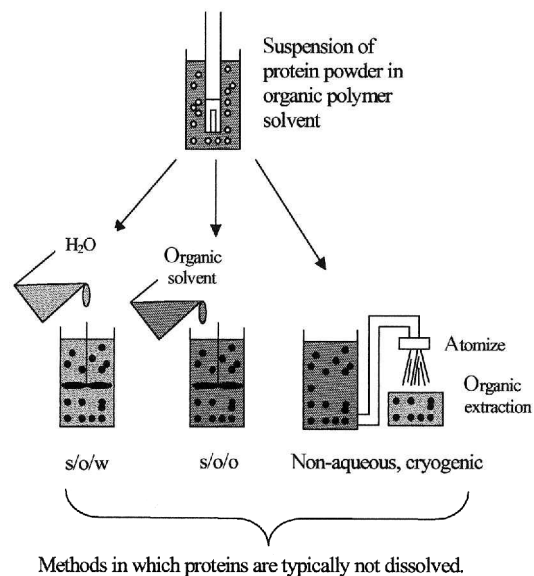 Suspension of
protein powder in
organic polymer
solvent
H₂O
Organic
solvent
Atomize
Organic
extraction
s/o/w
s/o/o
Non-aqueous, cryogenic
Methods in which proteins are typically not dissolved.